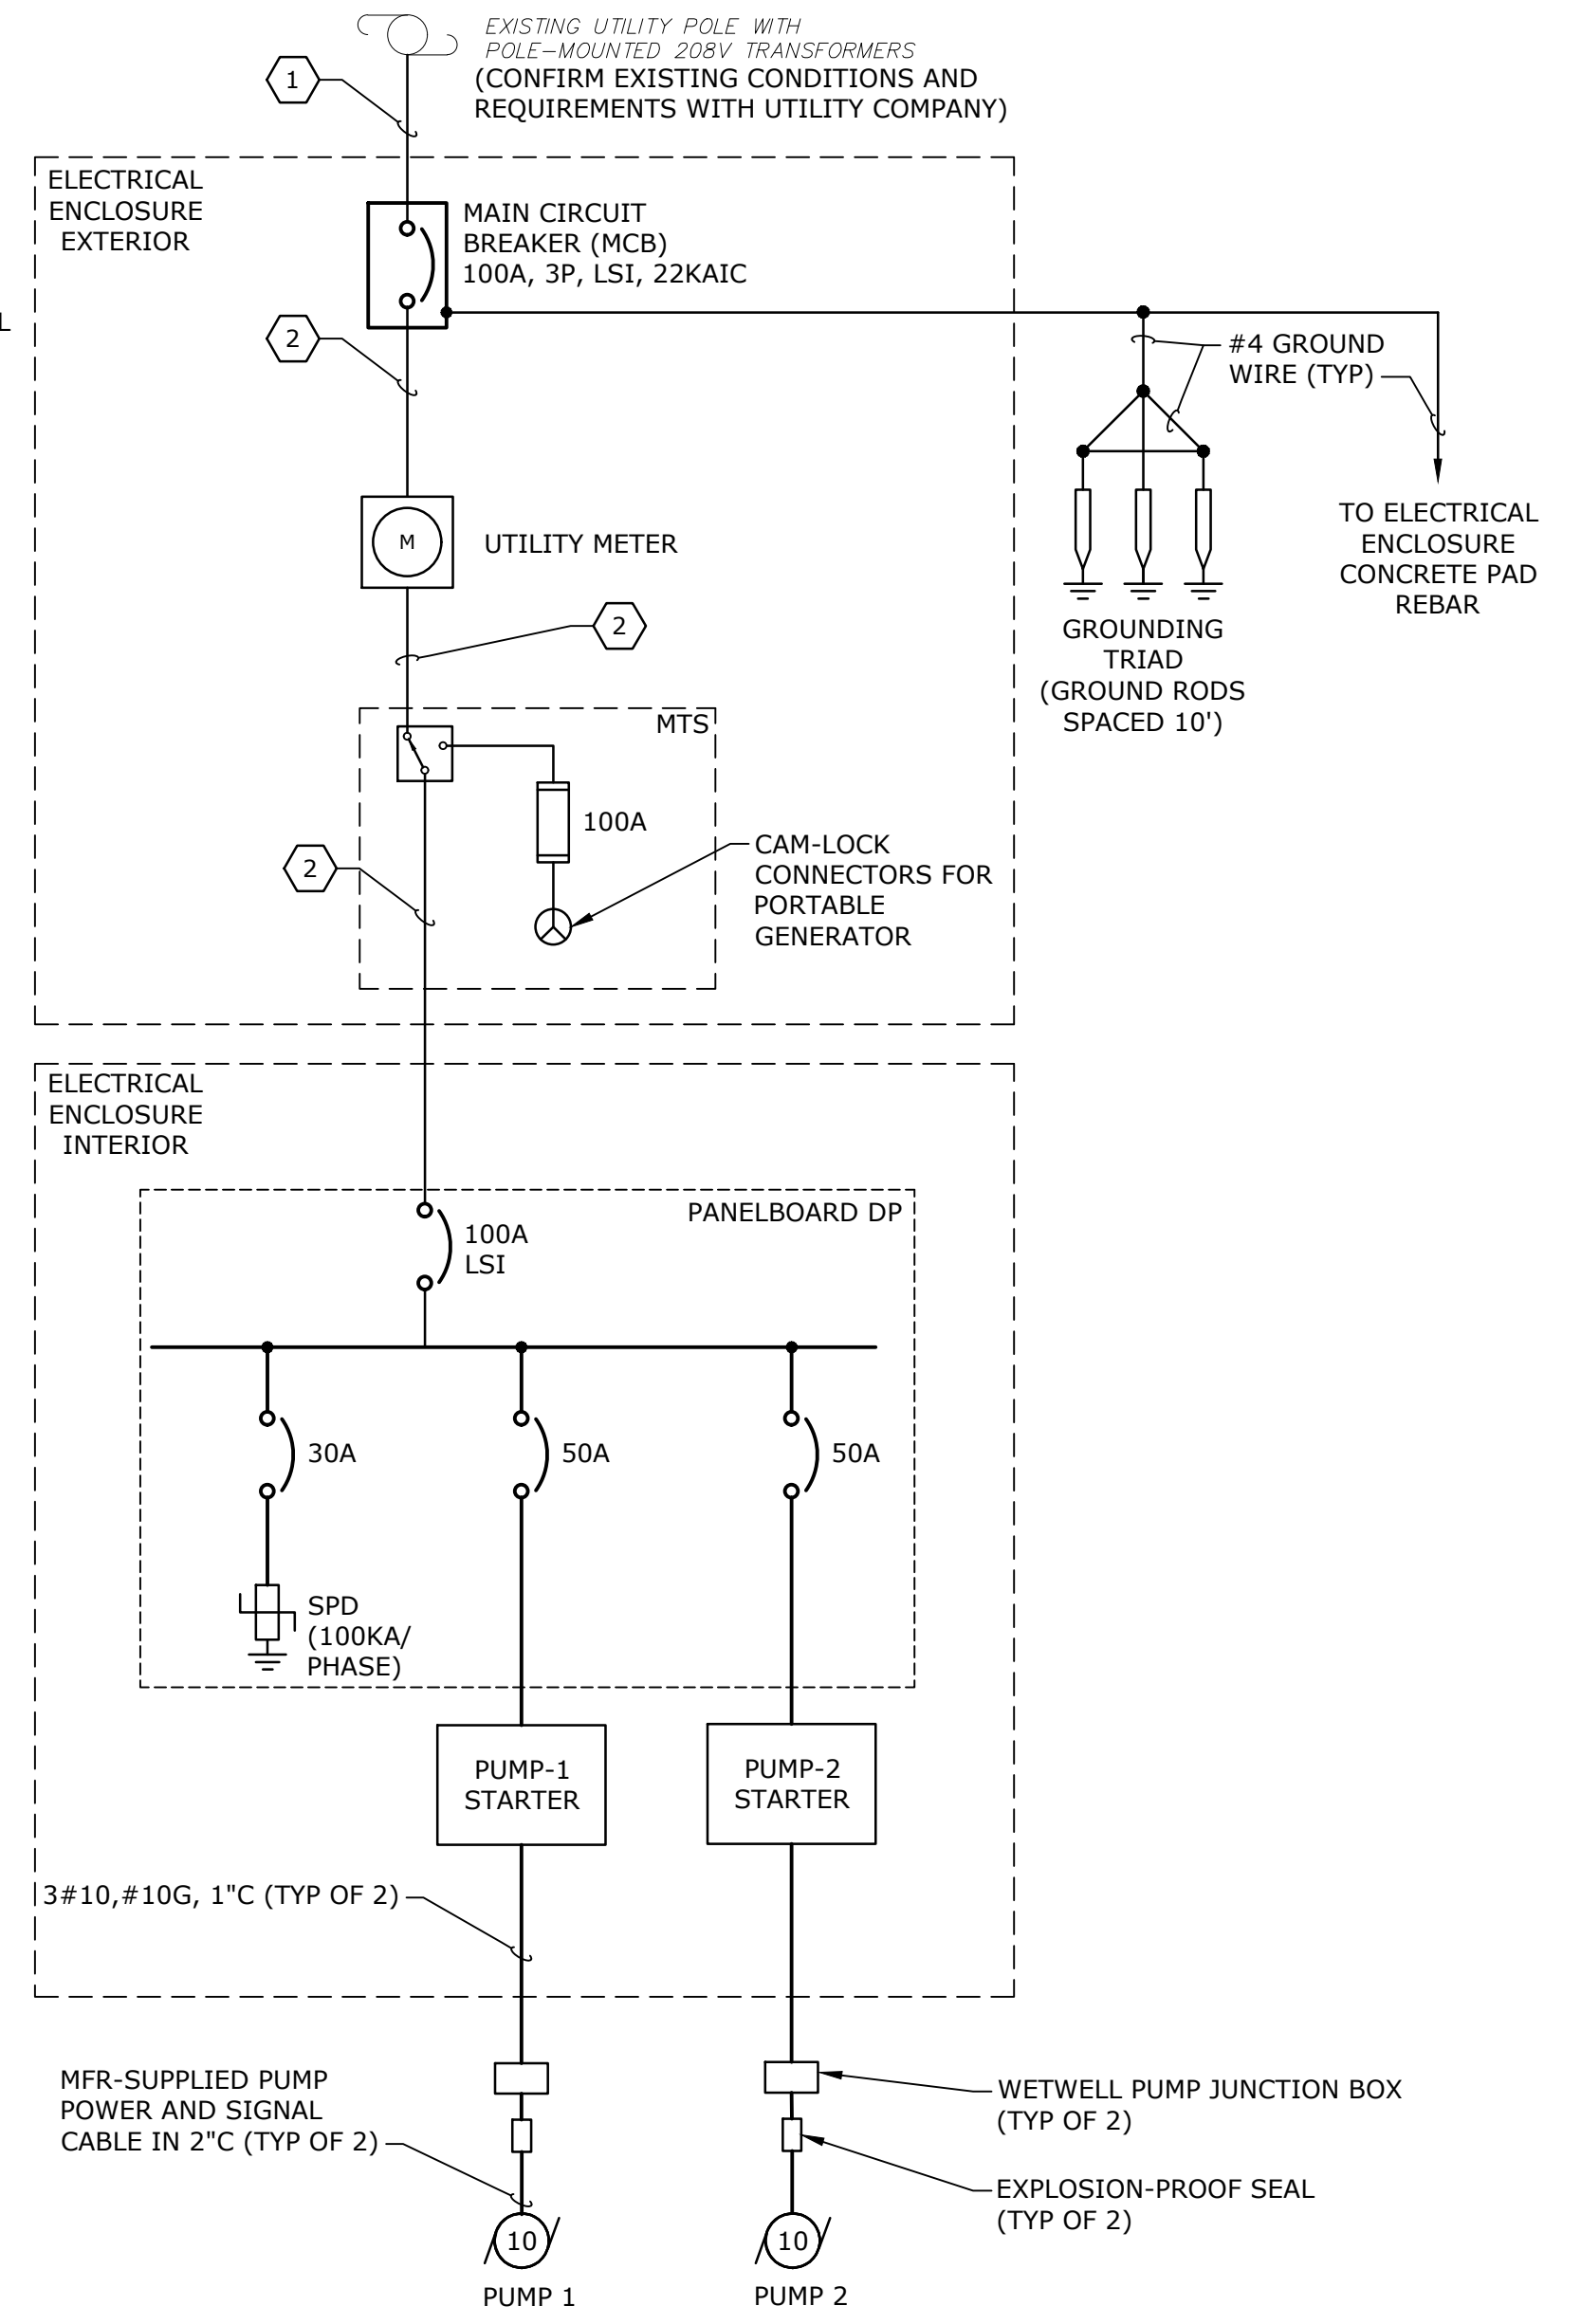 EXISTING UTILITY POLE WITH
POLE-MOUNTED 208V TRANSFORMERS
(CONFIRM EXISTING CONDITIONS AND
REQUIREMENTS WITH UTILITY COMPANY)
1
ELECTRICAL
ENCLOSURE
EXTERIOR
MAIN CIRCUIT
BREAKER (MCB)
100A, 3P, LSI, 22KAIC
L
2
#4 GROUND
WIRE (TYP)
M
UTILITY METER
TO ELECTRICAL
ENCLOSURE
CONCRETE PAD
REBAR
GROUNDING
TRIAD
(GROUND RODS
SPACED 10')
2
MTS
100A
2
CAM-LOCK
CONNECTORS FOR
PORTABLE
GENERATOR
ELECTRICAL
ENCLOSURE
INTERIOR
PANELBOARD DP
100A
LSI
30A
50A
50A
SPD
(100KA/
PHASE)
PUMP-1
STARTER
PUMP-2
STARTER
3#10,#10G, 1"C (TYP OF 2)
MFR-SUPPLIED PUMP
POWER AND SIGNAL
CABLE IN 2"C (TYP OF 2)
WETWELL PUMP JUNCTION BOX
(TYP OF 2)
EXPLOSION-PROOF SEAL
(TYP OF 2)
10
10
PUMP 1
PUMP 2